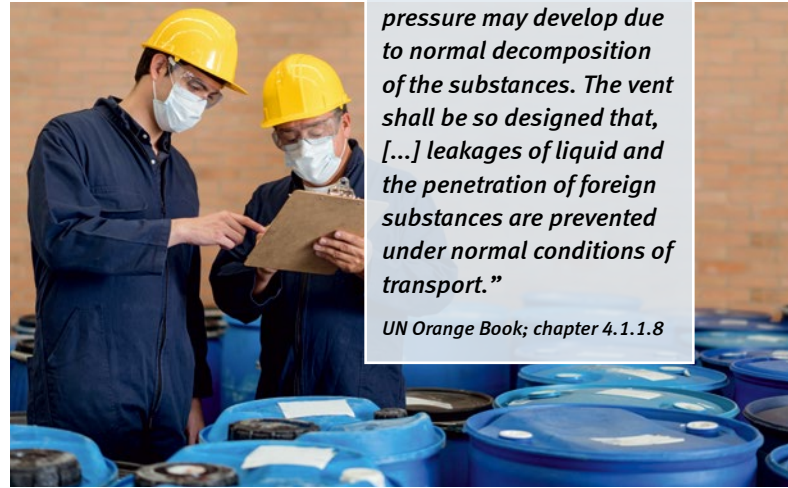 pressure may develop due
to normal decomposition
of the substances. The vent
shall be so designed that,
[...] leakages of liquid and
the penetration of foreign
substances are prevented
under normal conditions of
transport.”
UN Orange Book; chapter 4.1.1.8